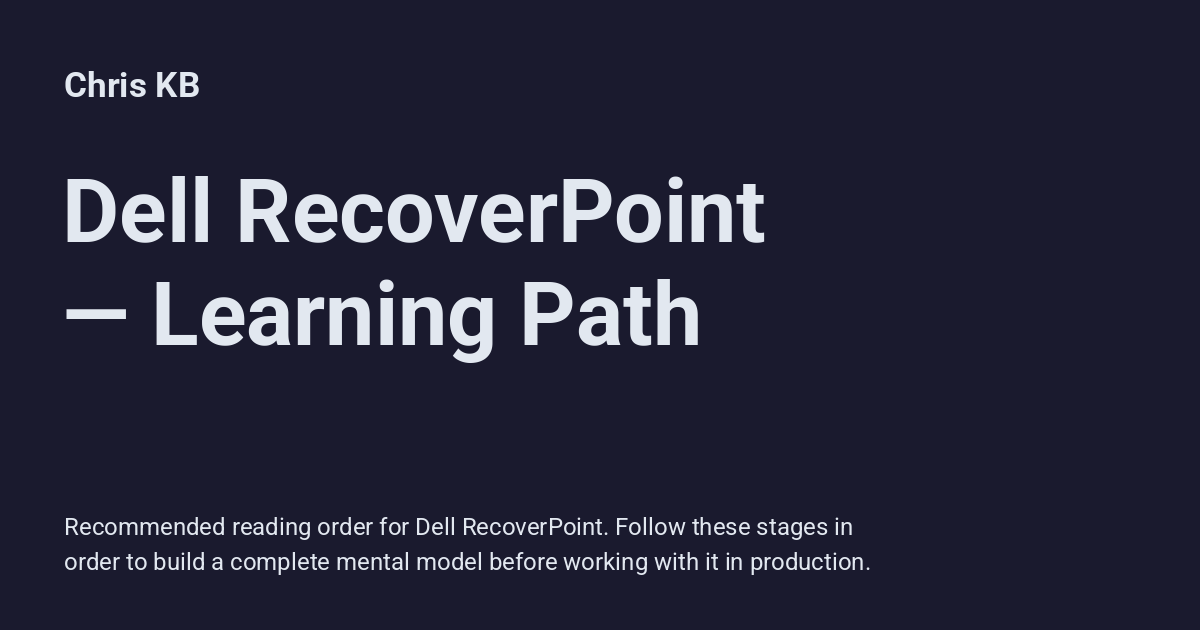 Chris KB
Dell RecoverPoint
— Learning Path
Recommended reading order for Dell RecoverPoint. Follow these stages in
order to build a complete mental model before working with it in production.